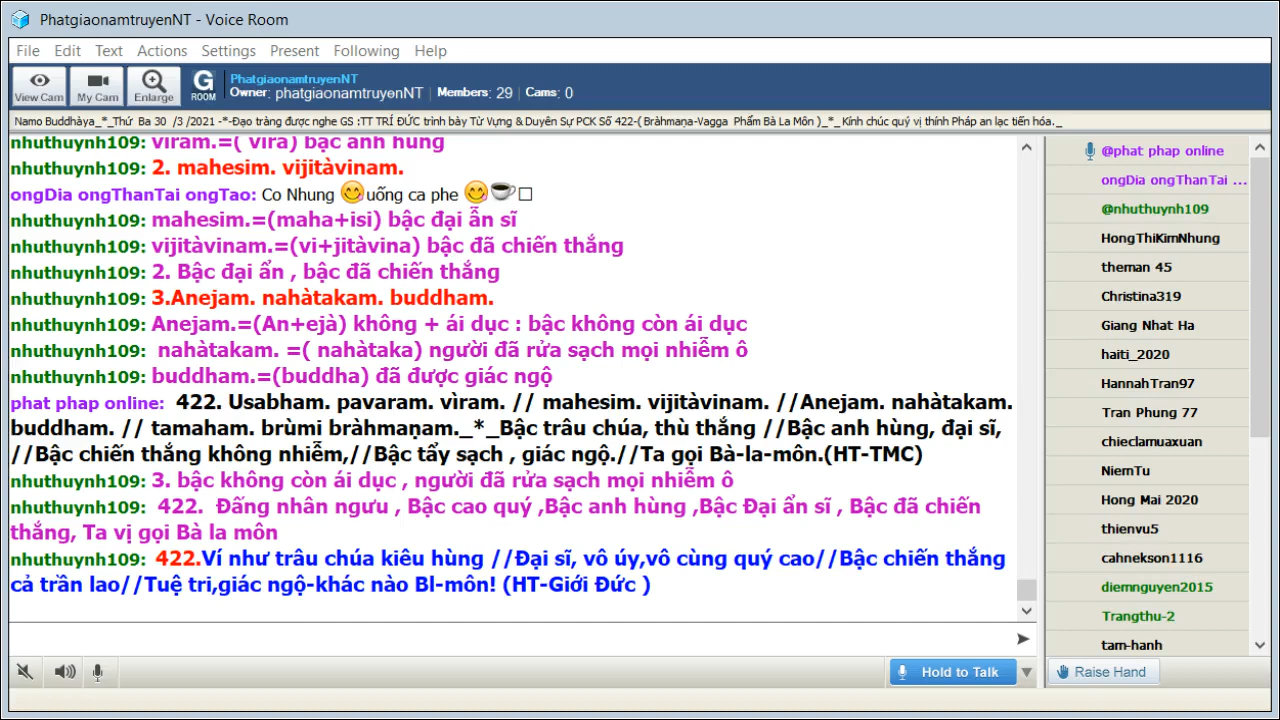 PhatgiaonamtruyenNT - Voice Room
File Edit Text Actions Settings Present Following Help
View Cam My Cam Enlarge G ROOM
PhatgiaonamtruyenNT
Owner: phatgiaonamtruyenNT | Members: 29 | Cams: 0
Namo Buddhàya_*_Thứ Ba 30 /3 /2021 -*-Đạo tràng được nghe GS :TT TRÍ ĐỨC trình bày Từ Vựng & Duyên Sự PCK Số 422-( Bràhmaṇa-Vagga Phẩm Bà La Môn )_*_ Kính chúc quý vị thính Pháp an lạc tiến hóa._
nhuthuynh109: vìram.=( vìra) bậc anh hùng
nhuthuynh109: 2. mahesim. vijitàvinam.
ongDia ongThanTai ongTao: Co Nhung 😋uống ca phe 😋☕□
nhuthuynh109: mahesim.=(maha+isi) bậc đại ẩn sĩ
nhuthuynh109: vijitàvinam.=(vi+jitàvina) bậc đã chiến thắng
nhuthuynh109: 2. Bậc đại ẩn , bậc đã chiến thắng
nhuthuynh109: 3.Anejam. nahàtakam. buddham.
nhuthuynh109: Anejam.=(An+ejà) không + ái dục : bậc không còn ái dục
nhuthuynh109: nahàtakam. =( nahàtaka) người đã rửa sạch mọi nhiễm ô
nhuthuynh109: buddham.=(buddha) đã được giác ngộ
phat phap online: 422. Usabham. pavaram. vìram. // mahesim. vijitàvinam. //Anejam. nahàtakam.
buddham. // tamaham. brùmi bràhmaṇam._*_Bậc trâu chúa, thù thắng //Bậc anh hùng, đại sĩ,
//Bậc chiến thắng không nhiễm,//Bậc tẩy sạch , giác ngộ.//Ta gọi Bà-la-môn.(HT-TMC)
nhuthuynh109: 3. bậc không còn ái dục , người đã rửa sạch mọi nhiễm ô
nhuthuynh109: 422. Đấng nhân ngưu , Bậc cao quý ,Bậc anh hùng ,Bậc Đại ẩn sĩ , Bậc đã chiến
thắng, Ta vị gọi Bà la môn
nhuthuynh109: 422.Ví như trâu chúa kiêu hùng //Đại sĩ, vô úy,vô cùng quý cao//Bậc chiến thắng
cả trần lao//Tuệ tri,giác ngộ-khác nào Bl-môn! (HT-Giới Đức )
@phat phap online
ongDia ongThanTai ...
@nhuthuynh109
HongThiKimNhung
theman 45
Christina319
Giang Nhat Ha
haiti_2020
HannahTran97
Tran Phung 77
chieclamuaxuan
NiemTu
Hong Mai 2020
thienvu5
cahnekson1116
diemnguyen2015
Trangthu-2
tam-hanh
Hold to Talk
Raise Hand